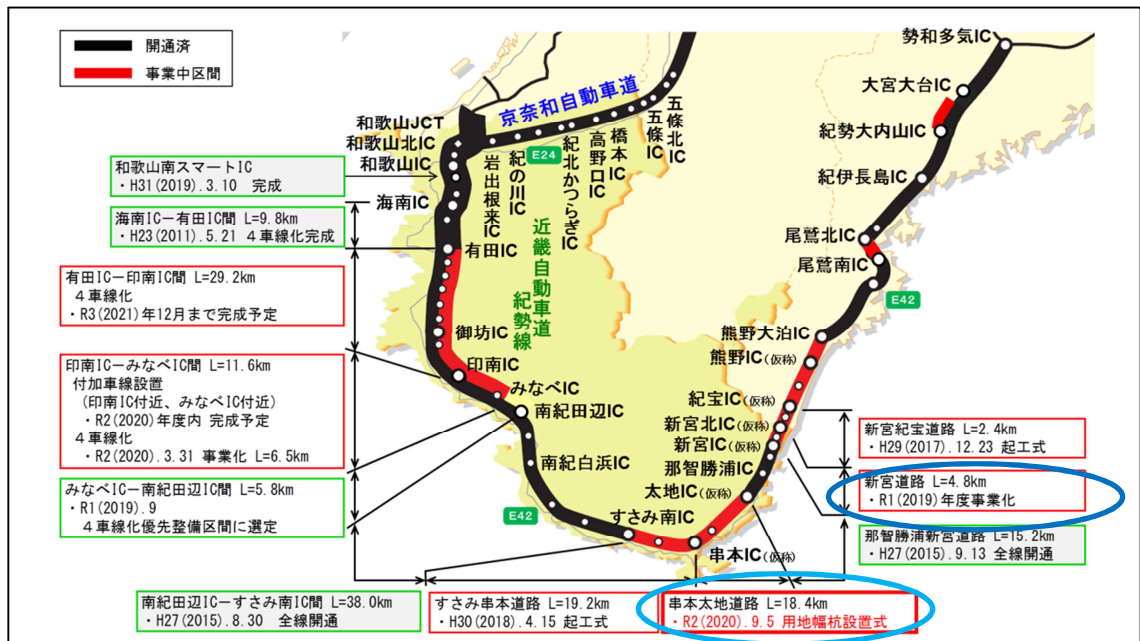 開通済
事業中区間
勢和多気IC
大宮大台IC
紀勢大内山IC
紀伊長島IC
尾鷲北IC
尾鷲南IC
E42
熊野大泊IC
熊野IC(仮称)
紀宝IC(仮称)
新宮北IC(仮称)
新宮IC(仮称)
那智勝浦IC
太地IC(仮称)
すさみ南IC
串本IC(仮称)
京奈和自動車道
E24
和歌山JCT
和歌山北IC
和歌山IC
海南IC
有田IC
御坊IC
印南IC
みなべIC
南紀田辺IC
南紀白浜IC
E42
岩出根来IC
紀の川IC
紀北かつらぎIC
高野口IC
橋本IC
五條IC
五條北IC
近畿自動車道
紀勢線
和歌山南スマートIC
・H31(2019).3.10 完成
海南IC－有田IC間 L=9.8km
・H23(2011).5.21 4車線化完成
有田IC－印南IC間 L=29.2km
4車線化
・R3(2021)年12月まで完成予定
印南IC－みなべIC間 L=11.6km
付加車線設置
(印南IC付近、みなべIC付近)
・R2(2020)年度内 完成予定
4車線化
・R2(2020).3.31 事業化 L=6.5km
みなべIC－南紀田辺IC間 L=5.8km
・R1(2019).9
4車線化優先整備区間に選定
南紀田辺IC－すさみ南IC間 L=38.0km
・H27(2015).8.30 全線開通
すさみ串本道路 L=19.2km
・H30(2018).4.15 起工式
串本太地道路 L=18.4km
・R2(2020).9.5 用地幅杭設置式
新宮紀宝道路 L=2.4km
・H29(2017).12.23 起工式
新宮道路 L=4.8km
・R1(2019)年度事業化
那智勝浦新宮道路 L=15.2km
・H27(2015).9.13 全線開通